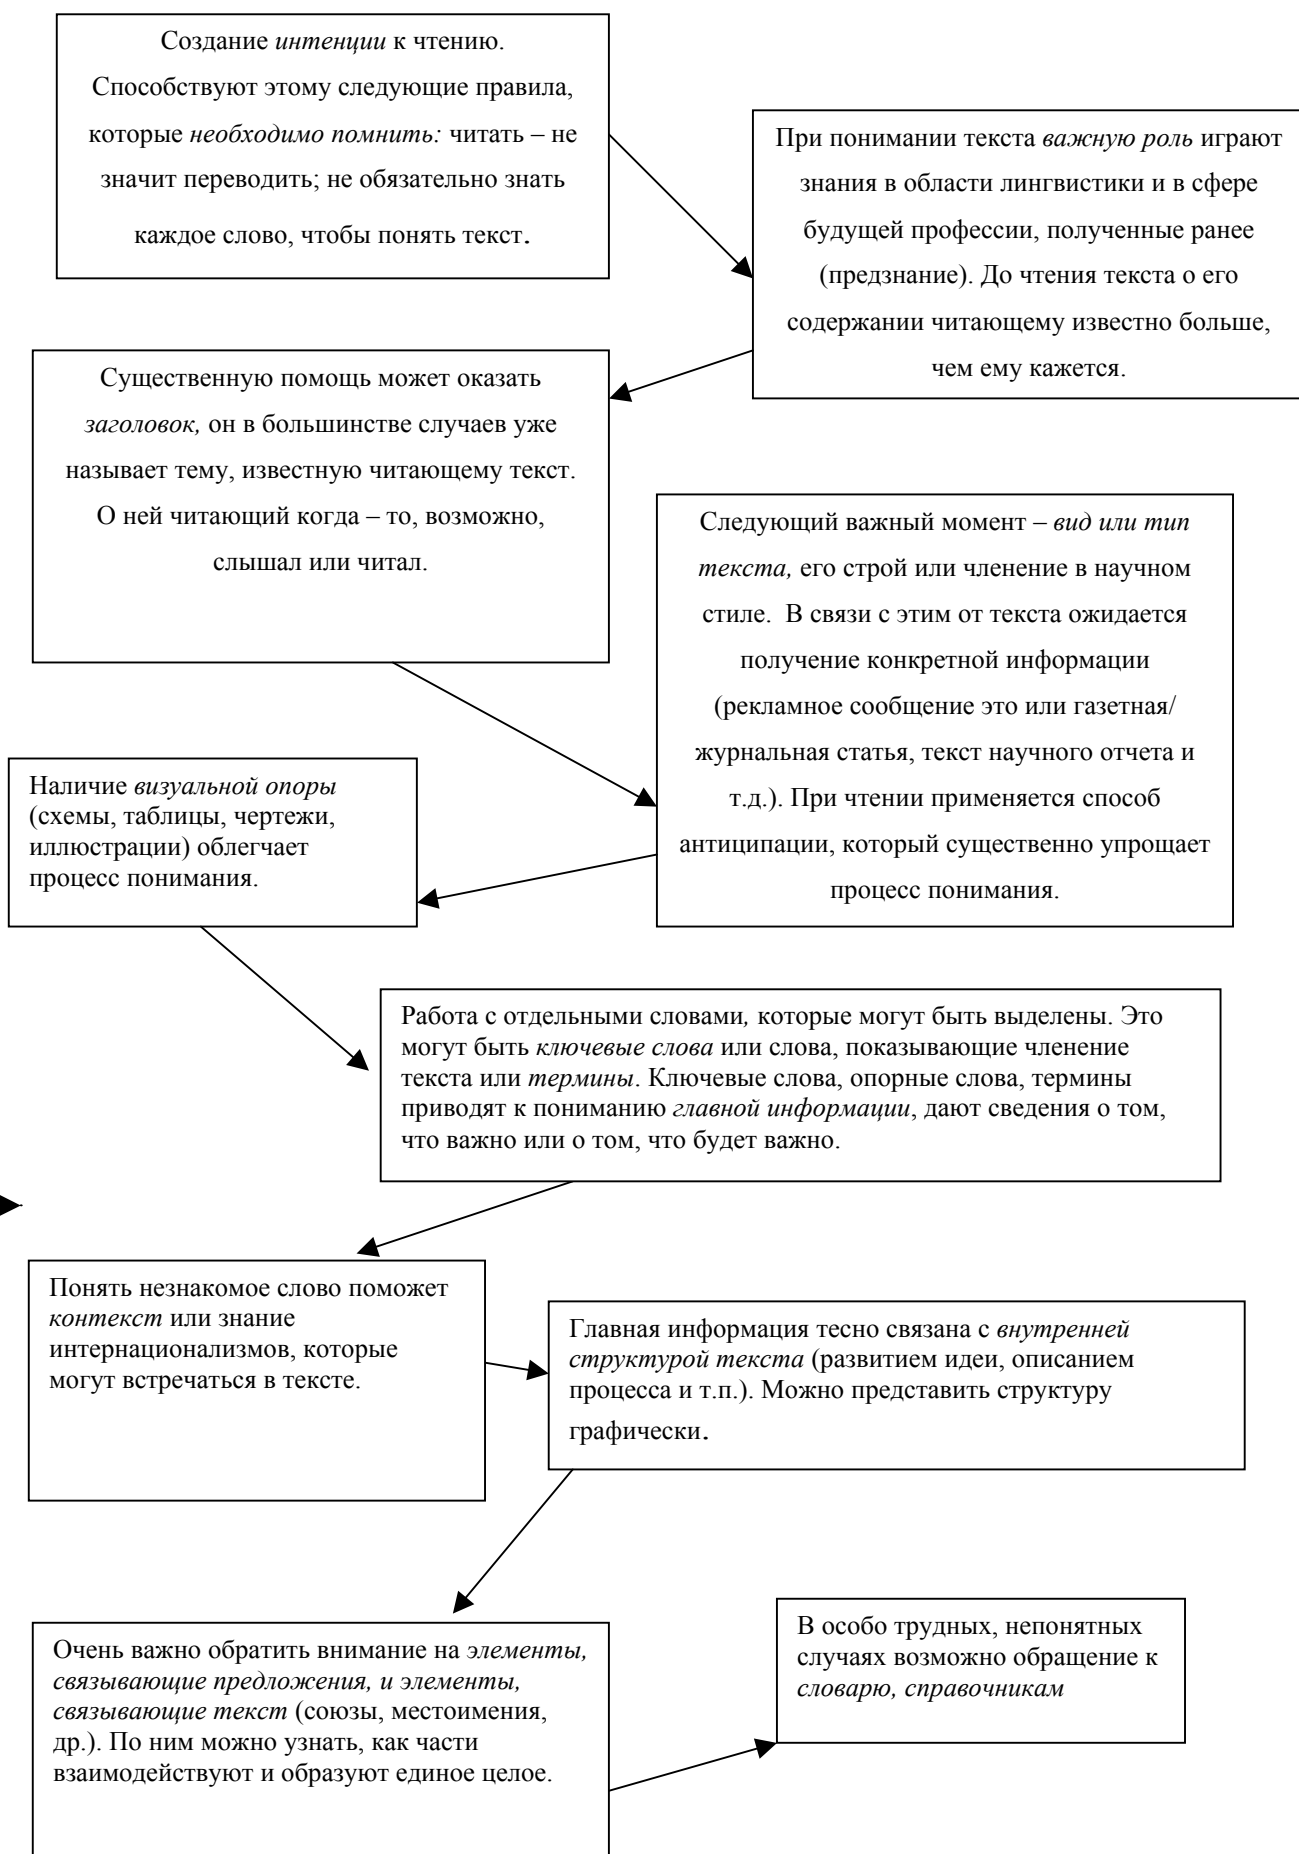 Создание интенции к чтению.
Способствуют этому следующие правила,
которые необходимо помнить: читать – не
значит переводить; не обязательно знать
каждое слово, чтобы понять текст.
При понимании текста важную роль играют
знания в области лингвистики и в сфере
будущей профессии, полученные ранее
(предзнание). До чтения текста о его
содержании читающему известно больше,
чем ему кажется.
Существенную помощь может оказать
заголовок, он в большинстве случаев уже
называет тему, известную читающему текст.
О ней читающий когда – то, возможно,
слышал или читал.
Следующий важный момент – вид или тип
текста, его строй или членение в научном
стиле. В связи с этим от текста ожидается
получение конкретной информации
(рекламное сообщение это или газетная/
журнальная статья, текст научного отчета и
т.д.). При чтении применяется способ
антиципации, который существенно упрощает
процесс понимания.
Наличие визуальной опоры
(схемы, таблицы, чертежи,
иллюстрации) облегчает
процесс понимания.
Работа с отдельными словами, которые могут быть выделены. Это
могут быть ключевые слова или слова, показывающие членение
текста или термины. Ключевые слова, опорные слова, термины
приводят к пониманию главной информации, дают сведения о том,
что важно или о том, что будет важно.
Понять незнакомое слово поможет
контекст или знание
интернационализмов, которые
могут встречаться в тексте.
Главная информация тесно связана с внутренней
структурой текста (развитием идеи, описанием
процесса и т.п.). Можно представить структуру
графически.
Очень важно обратить внимание на элементы,
связывающие предложения, и элементы,
связывающие текст (союзы, местоимения,
др.). По ним можно узнать, как части
взаимодействуют и образуют единое целое.
В особо трудных, непонятных
случаях возможно обращение к
словарю, справочникам